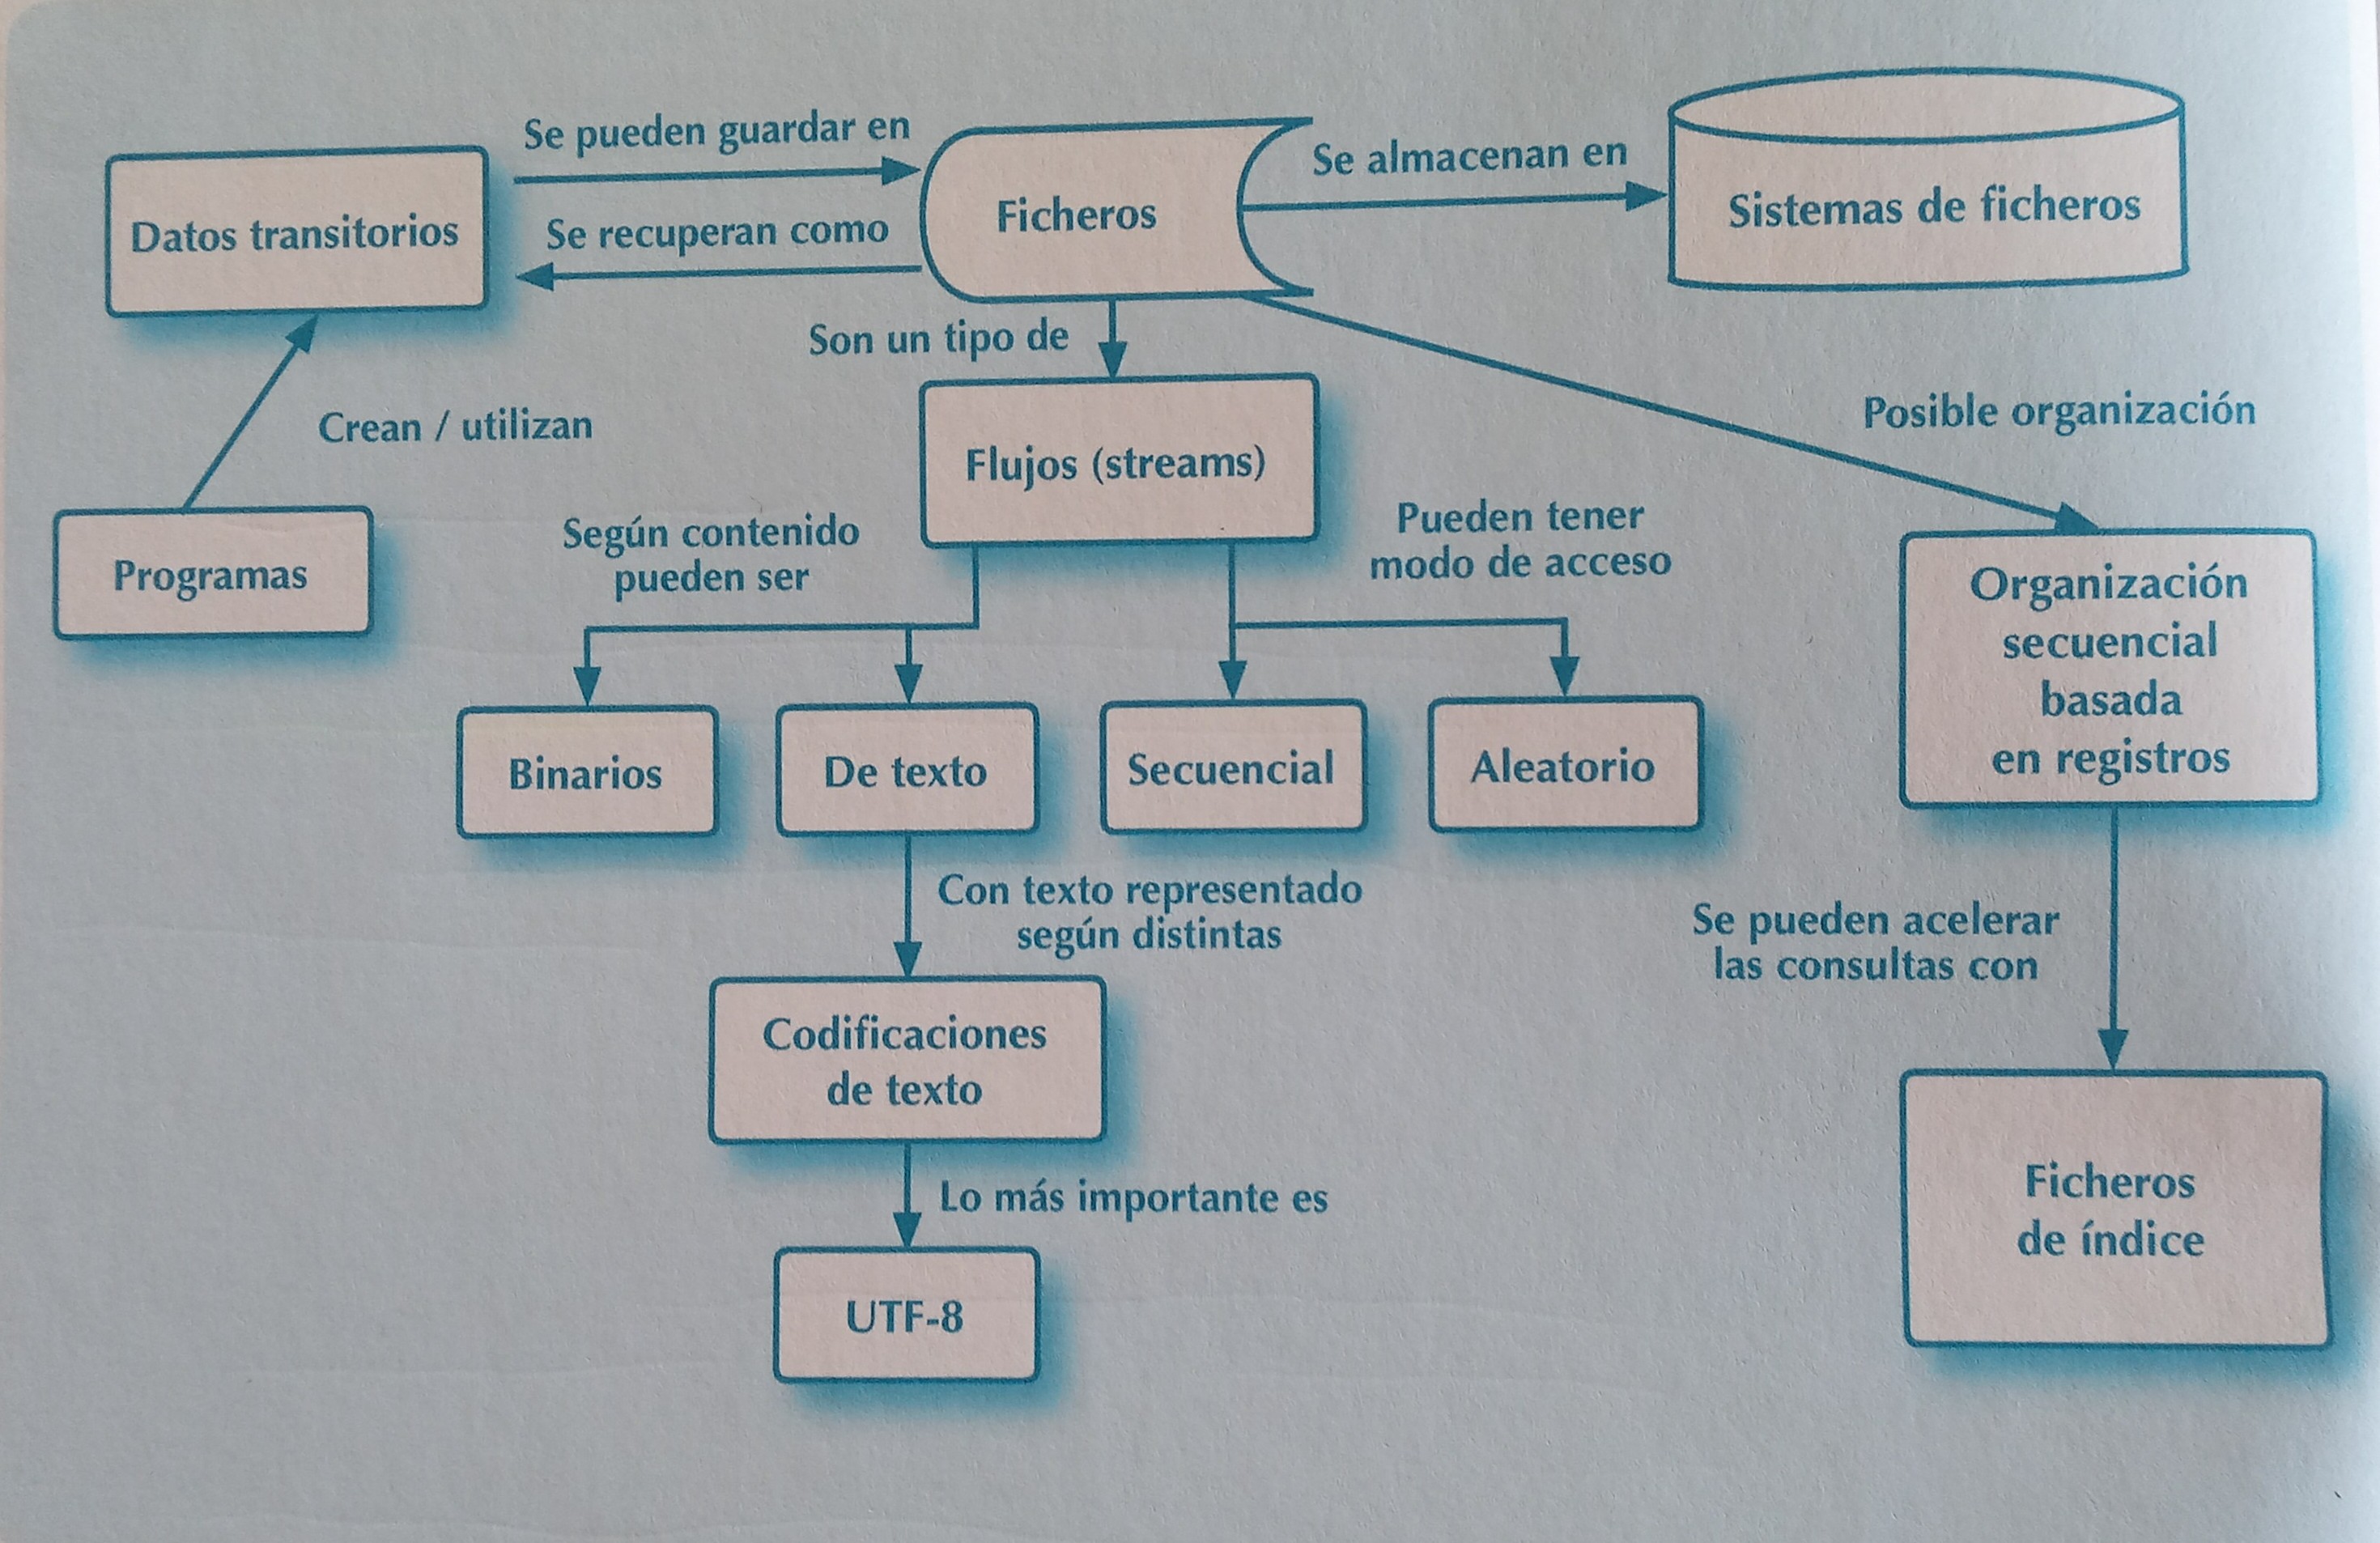 Se pueden guardar en
Se almacenan en
Datos transitorios
Ficheros
Sistemas de ficheros
Se recuperan como
Son un tipo de
Crean / utilizan
Posible organización
Flujos (streams)
Programas
Según contenido
pueden ser
Pueden tener
modo de acceso
Organización
secuencial
basada
en registros
Binarios
De texto
Secuencial
Aleatorio
Con texto representado
según distintas
Se pueden acelerar
las consultas con
Codificaciones
de texto
Lo más importante es
Ficheros
de índice
UTF-8